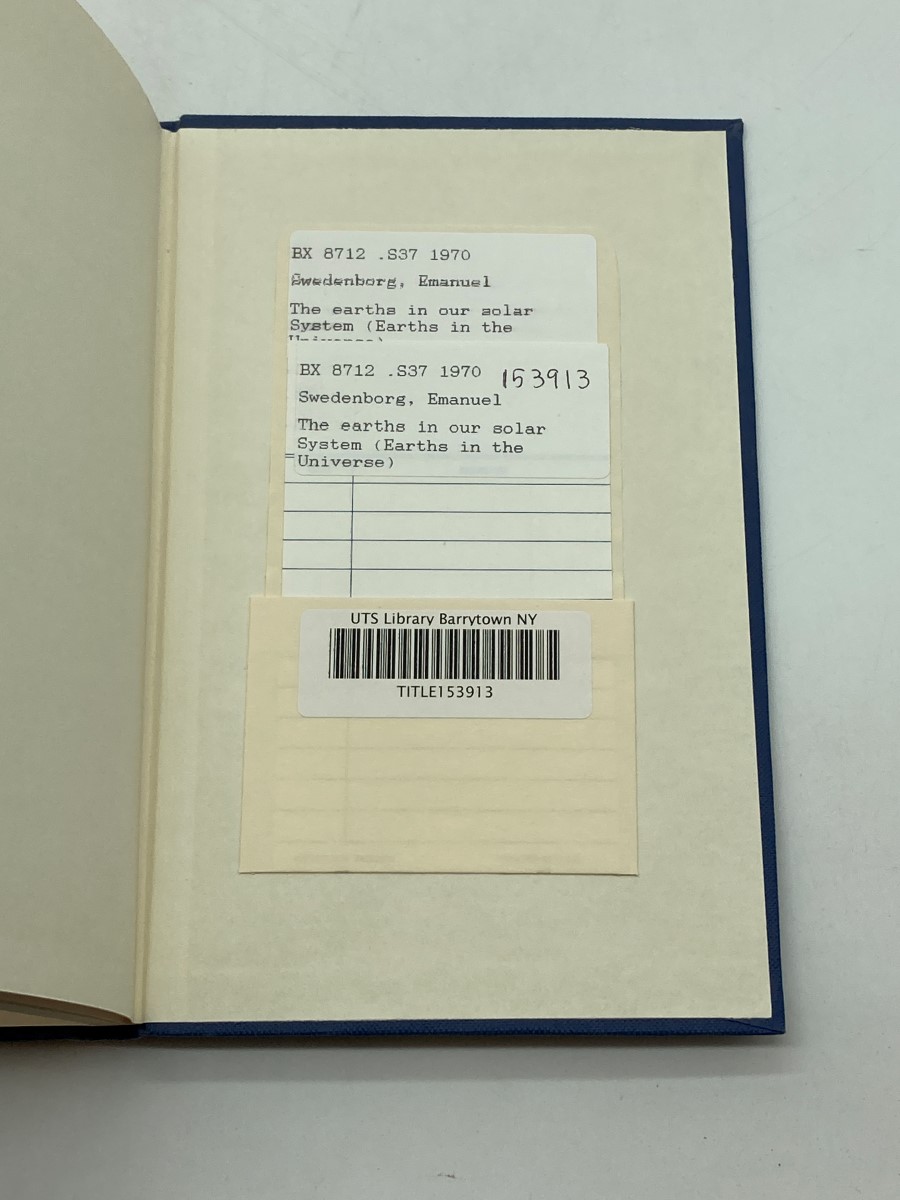 BX 8712 .S37 1970
Swedenborg, Emanuel
The earths in our solar
System (Earths in the
Universe)
BX 8712 .S37 1970 153913
Swedenborg, Emanuel
The earths in our solar
System (Earths in the
Universe)
UTS Library Barrytown NY
TITLE153913